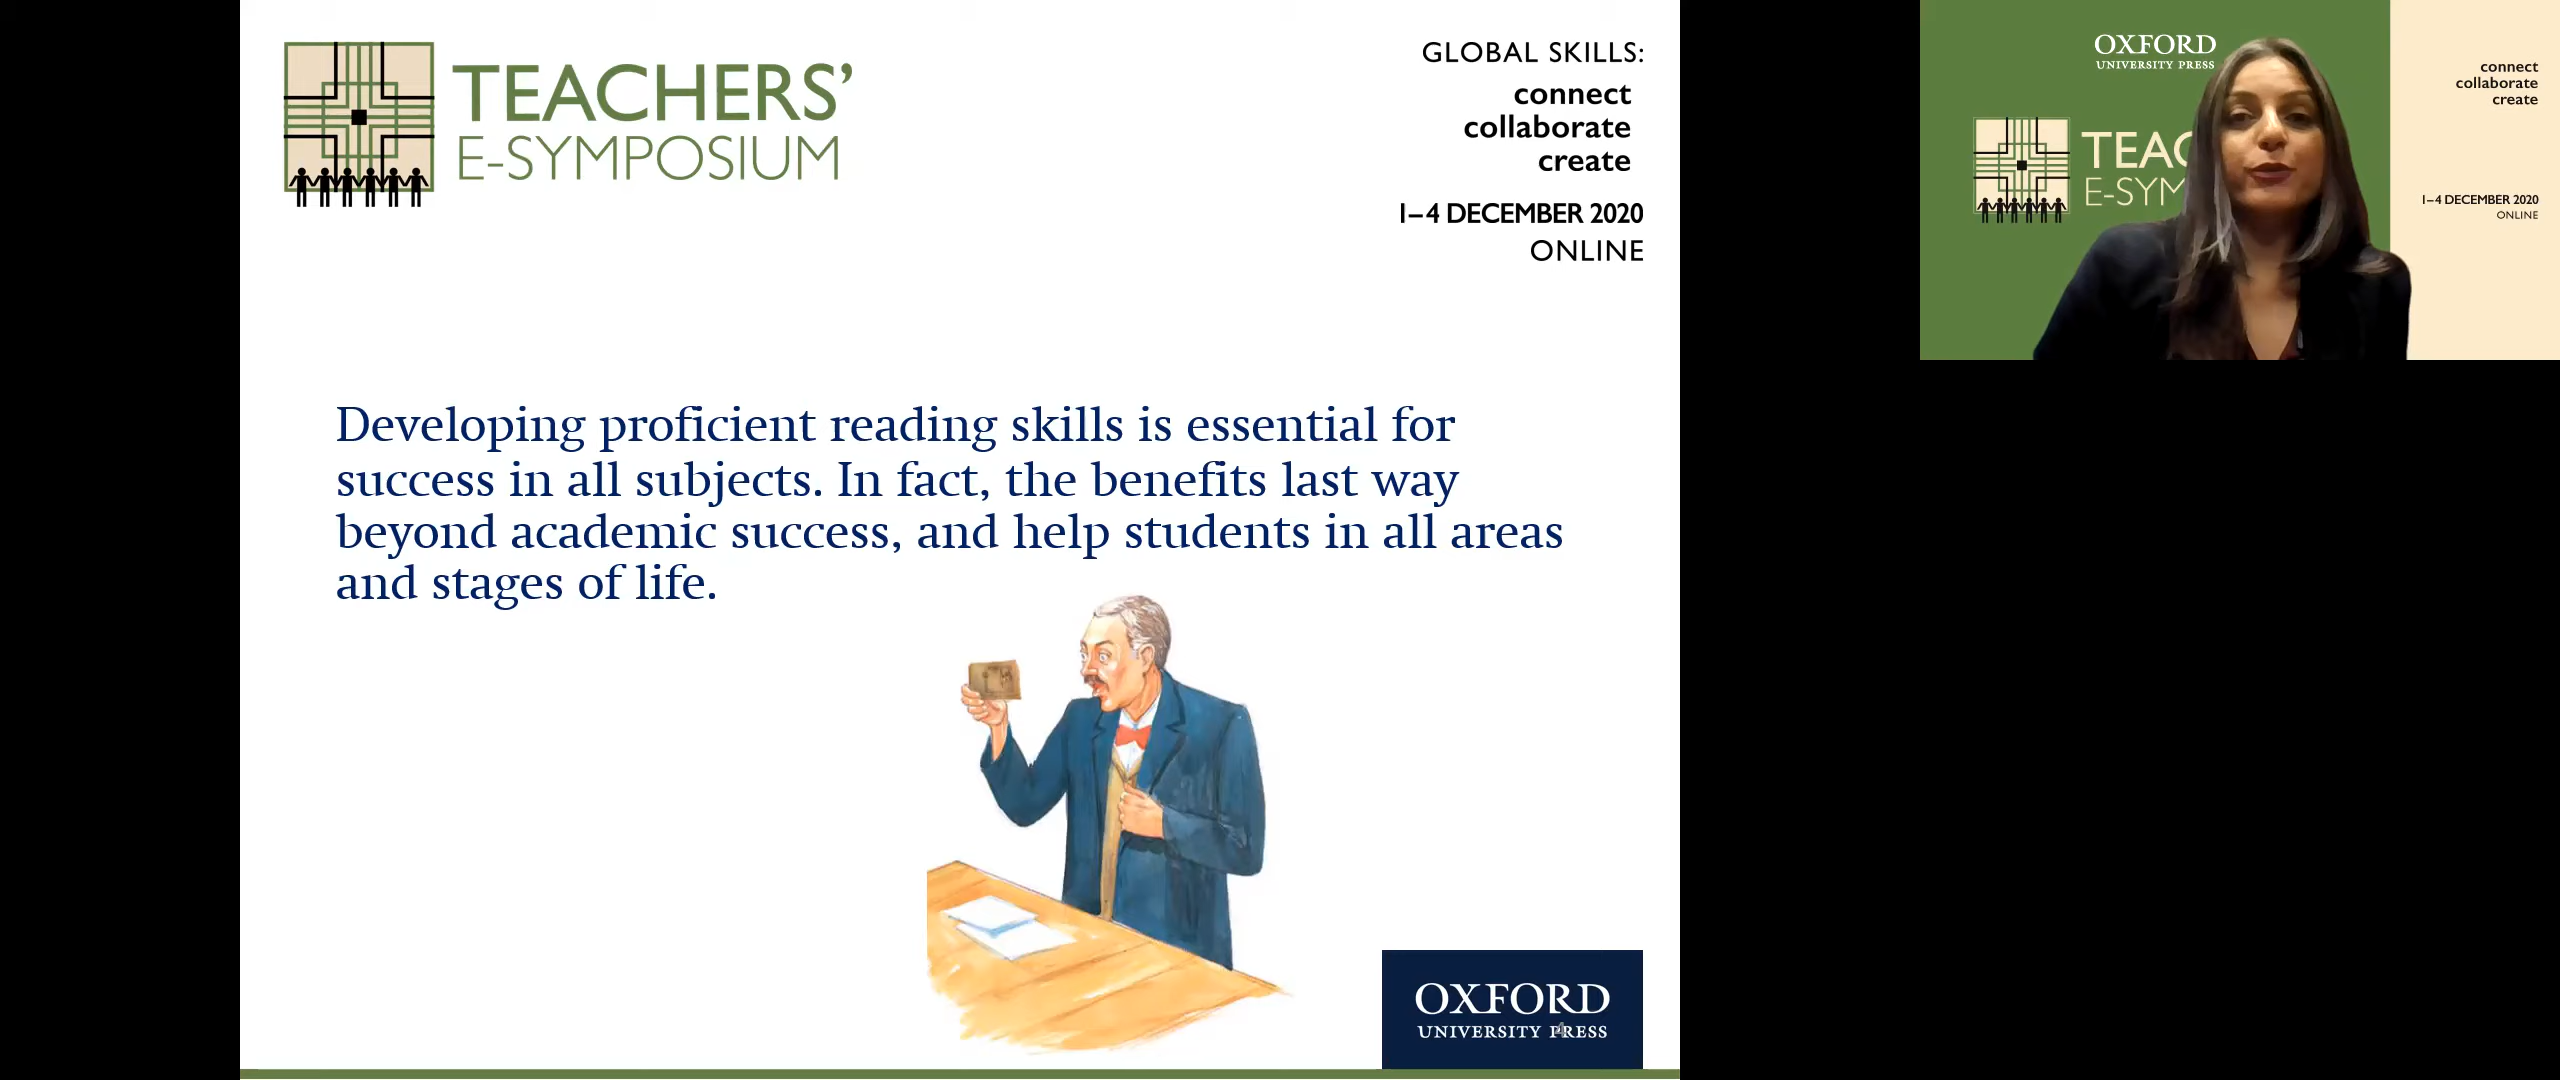 TEACHERS’
E-SYMPOSIUM
GLOBAL SKILLS:
connect
collaborate
create
1–4 DECEMBER 2020
ONLINE
Developing proficient reading skills is essential for
success in all subjects. In fact, the benefits last way
beyond academic success, and help students in all areas
and stages of life.
OXFORD
UNIVERSITY PRESS
4
OXFORD
UNIVERSITY PRESS
TEAC
E-SYM
connect
collaborate
create
1–4 DECEMBER 2020
ONLINE